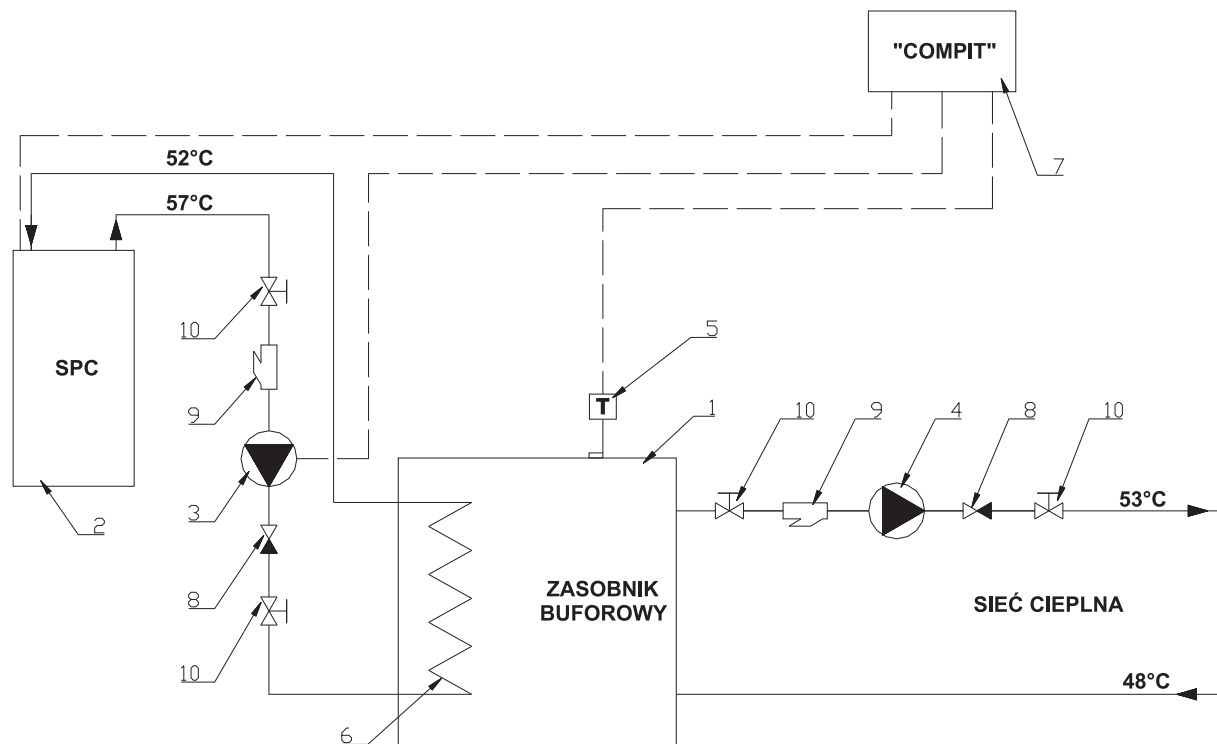 "COMPIT"
7
52°C
57°C
10
SPC
9
5
T
1
10
9
4
8
10
3
2
53°C
8
ZASOBNIK
BUFOROWY
SIEĆ CIEPLNA
10
48°C
6